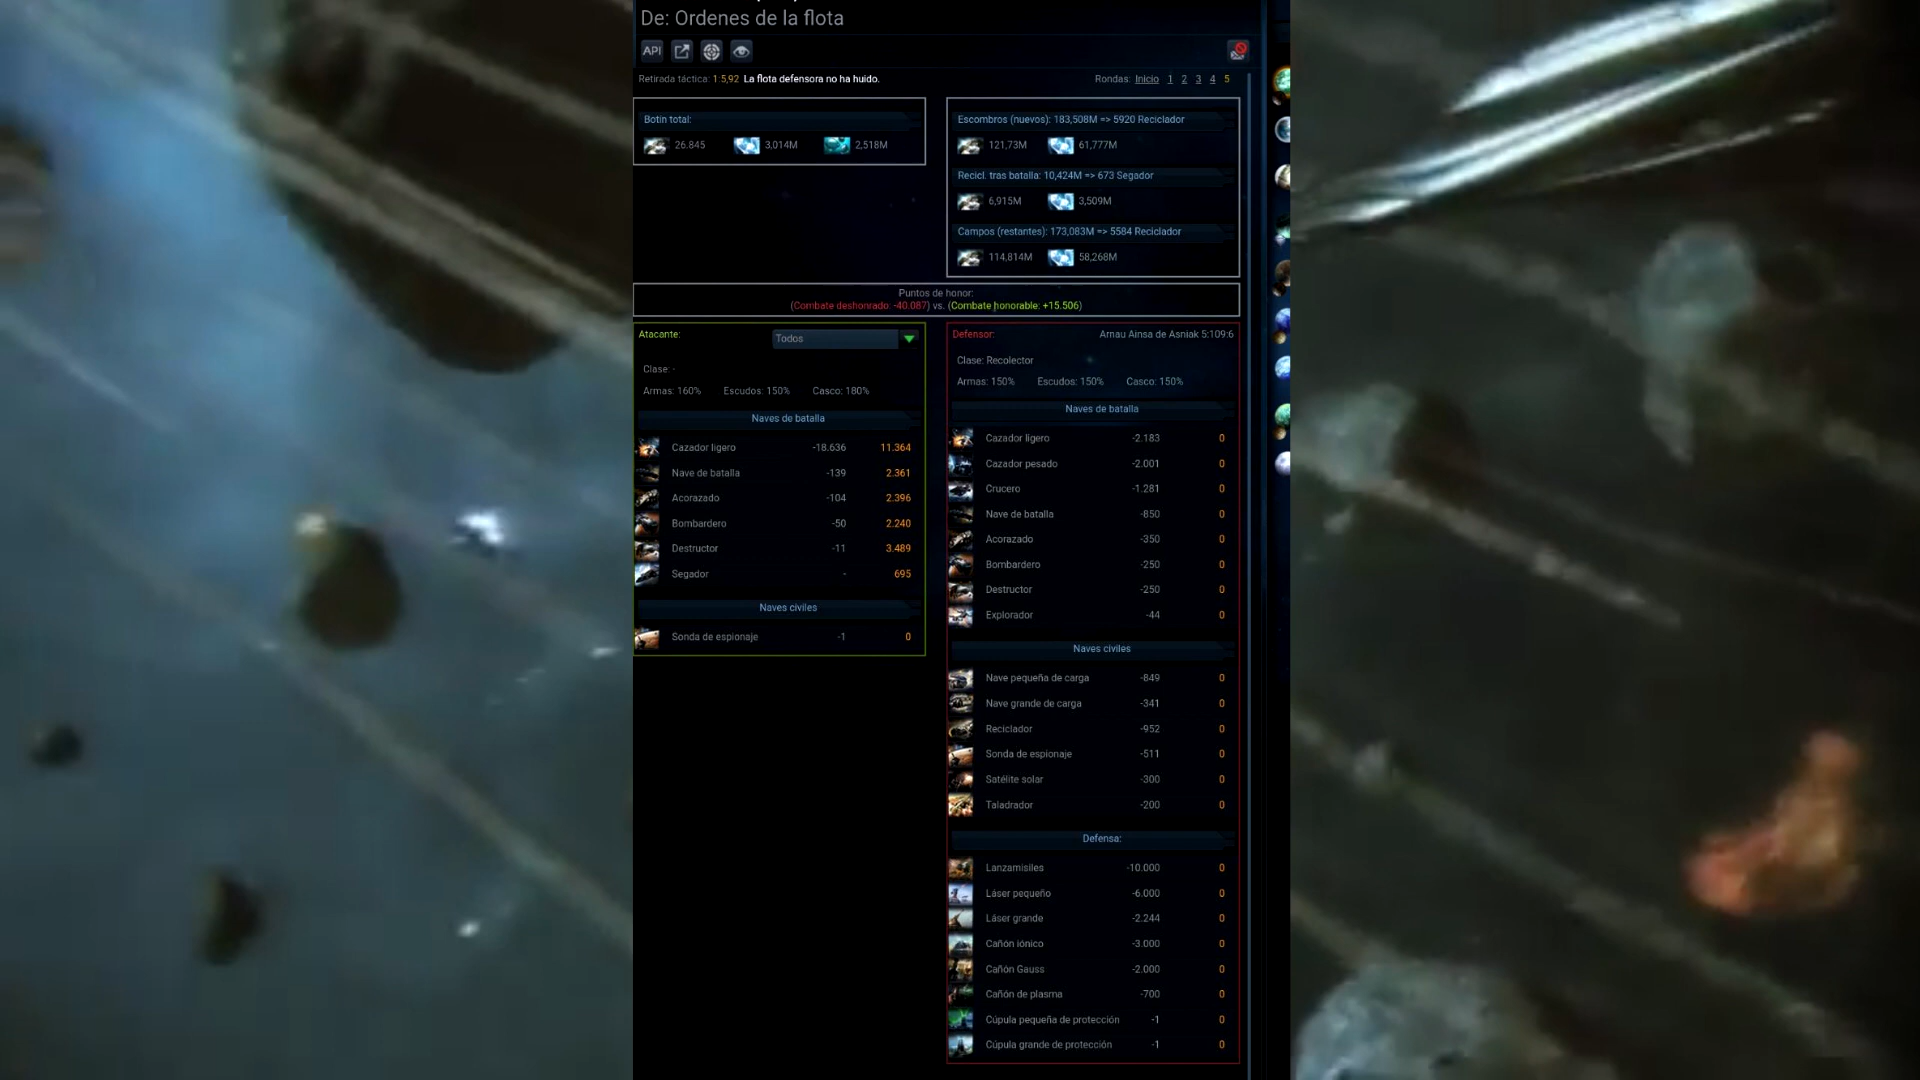 De: Ordenes de la flota
API
Retirada táctica: 1:5,92 La flota defensora no ha huido.
Rondas: Inicio 1 2 3 4 5
Botín total:
26.845 3,014M 2,518M
Escombros (nuevos): 183,508M => 5920 Reciclador
121,73M 61,777M
Recicl. tras batalla: 10,424M => 673 Segador
6,915M 3,509M
Campos (restantes): 173,083M => 5584 Reciclador
114,814M 58,268M
Puntos de honor:
(Combate deshonrado: -40.087) vs. (Combate honorable: +15.506)
Atacante: Todos
Clase: -
Armas: 160% Escudos: 150% Casco: 180%
Naves de batalla
Cazador ligero -18.636 11.364
Nave de batalla -139 2.361
Acorazado -104 2.396
Bombardero -50 2.240
Destructor -11 3.489
Segador - 695
Naves civiles
Sonda de espionaje -1 0
Defensor: Arnau Ainsa de Asniak 5:109:6
Clase: Recolector
Armas: 150% Escudos: 150% Casco: 150%
Naves de batalla
Cazador ligero -2.183 0
Cazador pesado -2.001 0
Crucero -1.281 0
Nave de batalla -850 0
Acorazado -350 0
Bombardero -250 0
Destructor -250 0
Explorador -44 0
Naves civiles
Nave pequeña de carga -849 0
Nave grande de carga -341 0
Reciclador -952 0
Sonda de espionaje -511 0
Satélite solar -300 0
Taladrador -200 0
Defensa:
Lanzamisiles -10.000 0
Láser pequeño -6.000 0
Láser grande -2.244 0
Cañón iónico -3.000 0
Cañón Gauss -2.000 0
Cañón de plasma -700 0
Cúpula pequeña de protección -1 0
Cúpula grande de protección -1 0